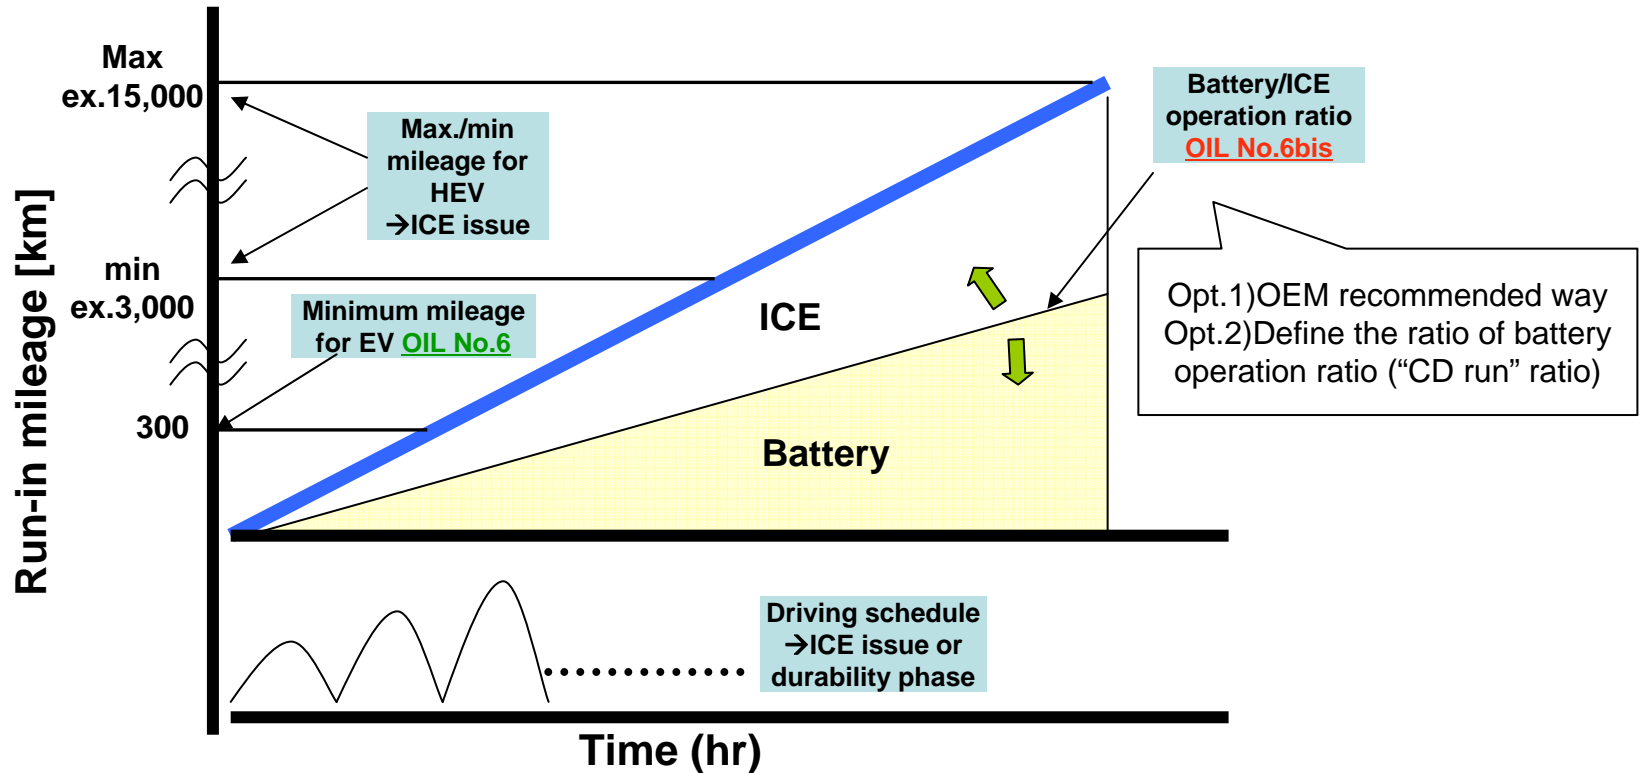 Max
ex.15,000
Max./min
mileage for
HEV
→ICE issue
Battery/ICE
operation ratio
OIL No.6bis
Run-in mileage [km]
min
ex.3,000
Minimum mileage
for EV OIL No.6
300
ICE
Battery
Opt.1)OEM recommended way
Opt.2)Define the ratio of battery
operation ratio (“CD run” ratio)
Driving schedule
→ICE issue or
durability phase
Time (hr)